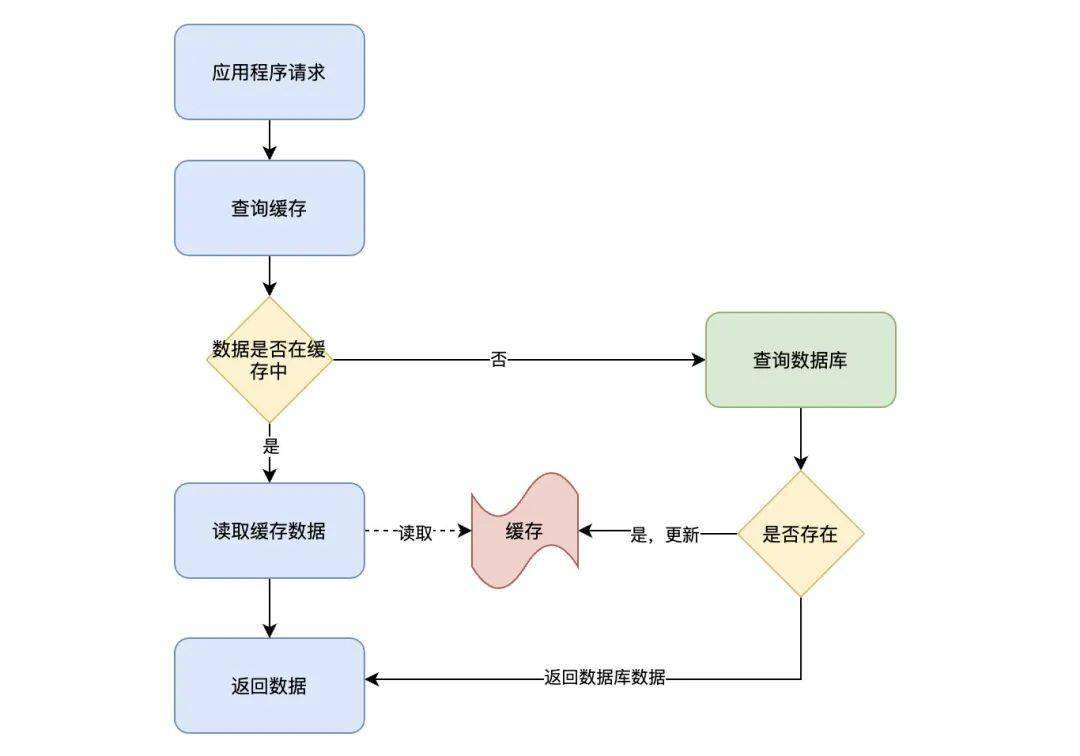 应用程序请求
查询缓存
数据是否在缓
存中
否
查询数据库
是
读取缓存数据
读取
缓存
是，更新
是否存在
返回数据库数据
返回数据